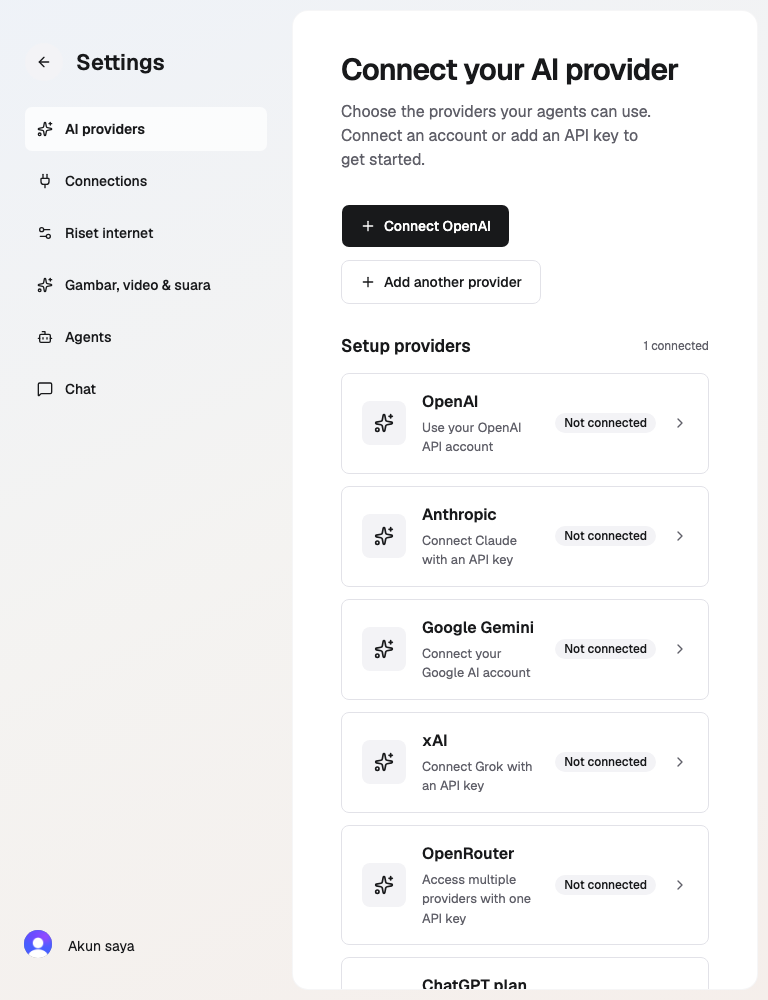 Settings
AI providers
Connections
Riset internet
Gambar, video & suara
Agents
Chat
Akun saya
Connect your AI provider
Choose the providers your agents can use.
Connect an account or add an API key to
get started.
Connect OpenAI
Add another provider
Setup providers
1 connected
OpenAI
Use your OpenAI
API account
Not connected
Anthropic
Connect Claude
with an API key
Not connected
Google Gemini
Connect your
Google AI account
Not connected
xAI
Connect Grok with
an API key
Not connected
OpenRouter
Access multiple
providers with one
API key
Not connected
ChatGPT plan